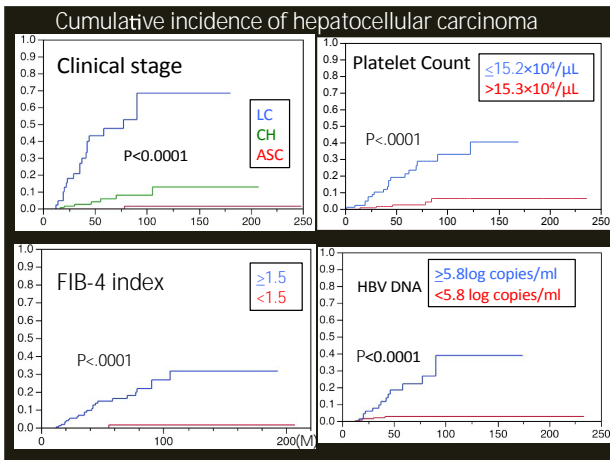 Cumulative incidence of hepatocellular carcinoma
Clinical stage
LC
CH
ASC
P<0.0001
1.0
0.9
0.8
0.7
0.6
0.5
0.4
0.3
0.2
0.1
0.0
0 50 100 150 200 250
Platelet Count
≤15.2×10⁴/μL
>15.3×10⁴/μL
P<.0001
1.0
0.9
0.8
0.7
0.6
0.5
0.4
0.3
0.2
0.1
0.0
0 50 100 150 200 250
FIB-4 index
≥1.5
<1.5
P<.0001
1.0
0.9
0.8
0.7
0.6
0.5
0.4
0.3
0.2
0.1
0.0
0 100 200(M)
HBV DNA
≥5.8log copies/ml
<5.8 log copies/ml
P<0.0001
1.0
0.9
0.8
0.7
0.6
0.5
0.4
0.3
0.2
0.1
0.0
0 50 100 150 200 250